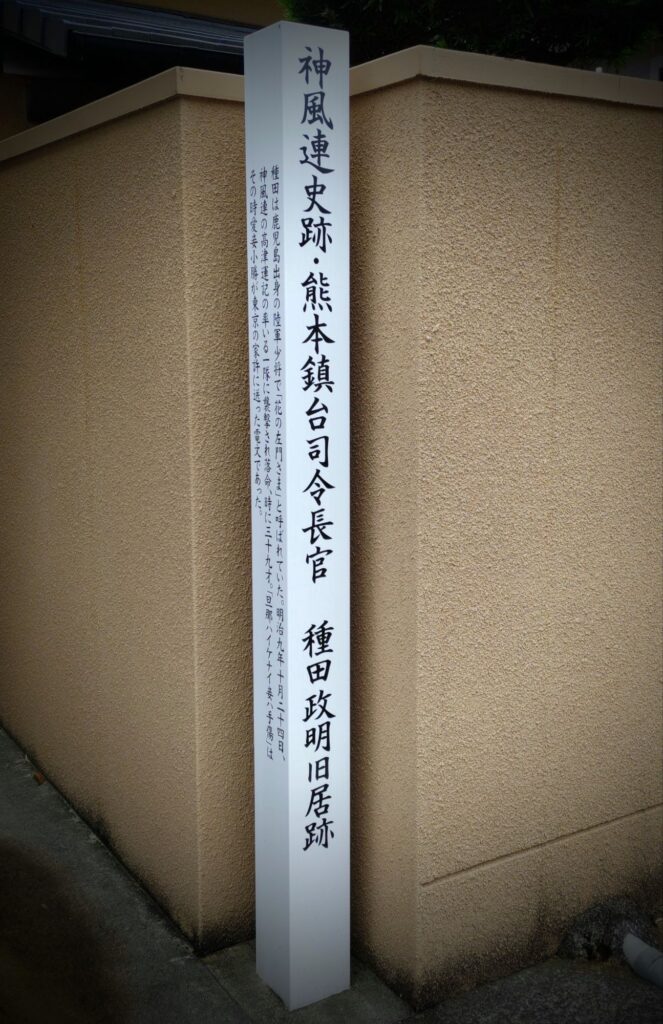 神風連史跡・熊本鎮台司令長官　種田政明旧居跡
種田は鹿児島出身の陸軍少将で「花の左門さま」と呼ばれていた。明治九年十月二十四日、
神風連の高津運記の率いる一隊に襲撃され落命、時に三十九才。「旦那ハイケナイ妾ハ手傷」は
その時愛妾小勝が東京の家許に送った電文であった。